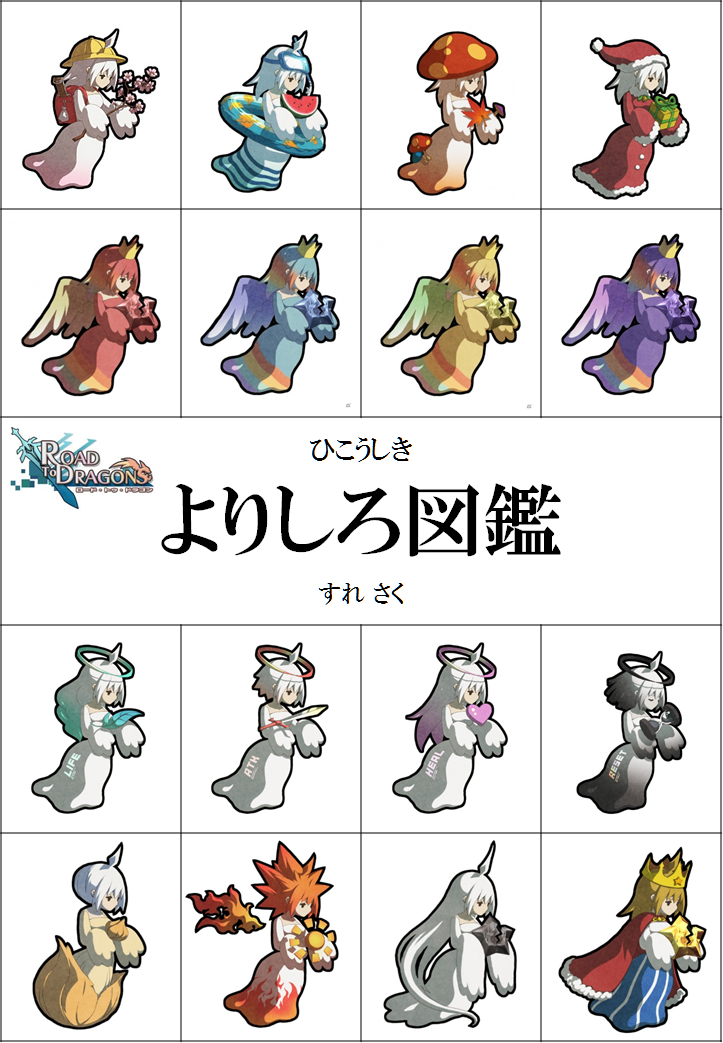 ROAD
TO DRAGONS
ロード・トゥ・ドラゴン
ひこうしき
よりしろ図鑑
すれ さく
LIFE
ATK
HEAL
RESET